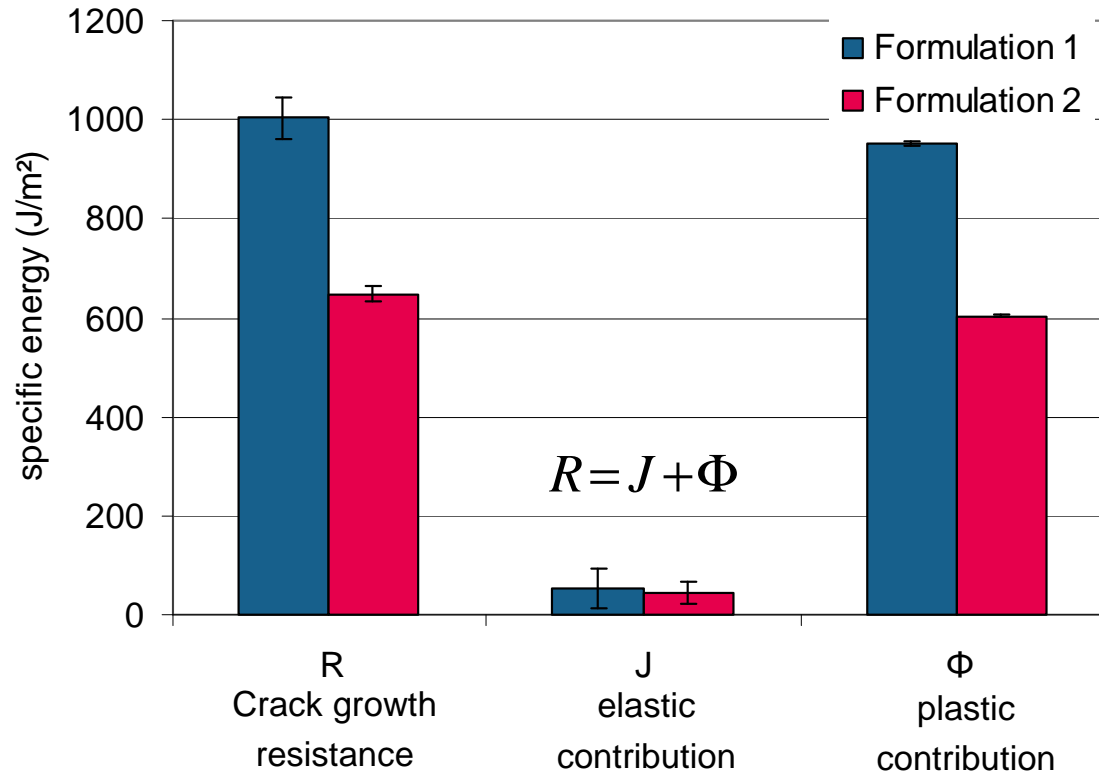 1200
1000
800
600
400
200
0
specific energy (J/m²)
Formulation 1
Formulation 2
R=J+Φ
R
Crack growth
resistance
J
elastic
contribution
Φ
plastic
contribution